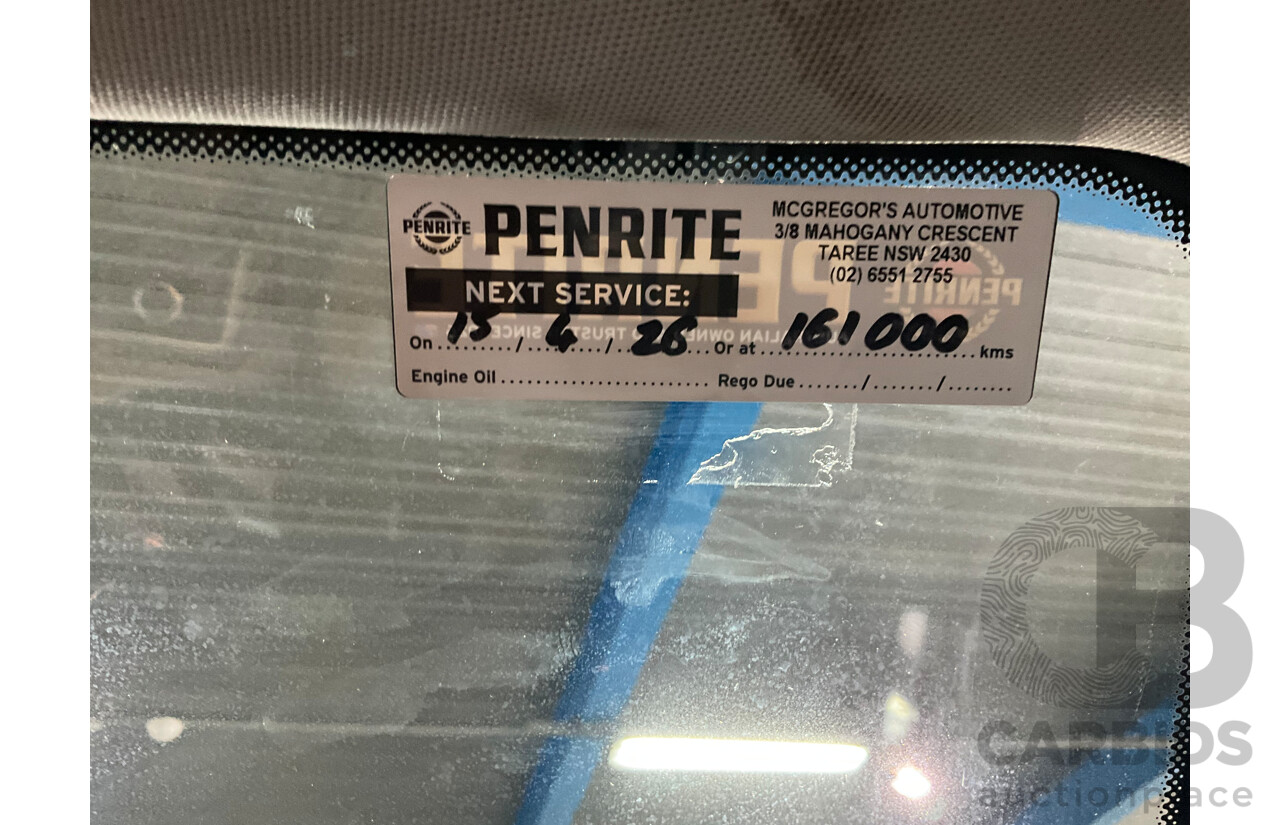 PENRITE PENRITE
MCGREGOR'S AUTOMOTIVE
3/8 MAHOGANY CRESCENT
TAREE NSW 2430
(02) 6551 2755
NEXT SERVICE:
On 15 / 4 / 26 Or at 161000 kms
Engine Oil ........................ Rego Due ......./......./........
CARBIDS
auctionplace